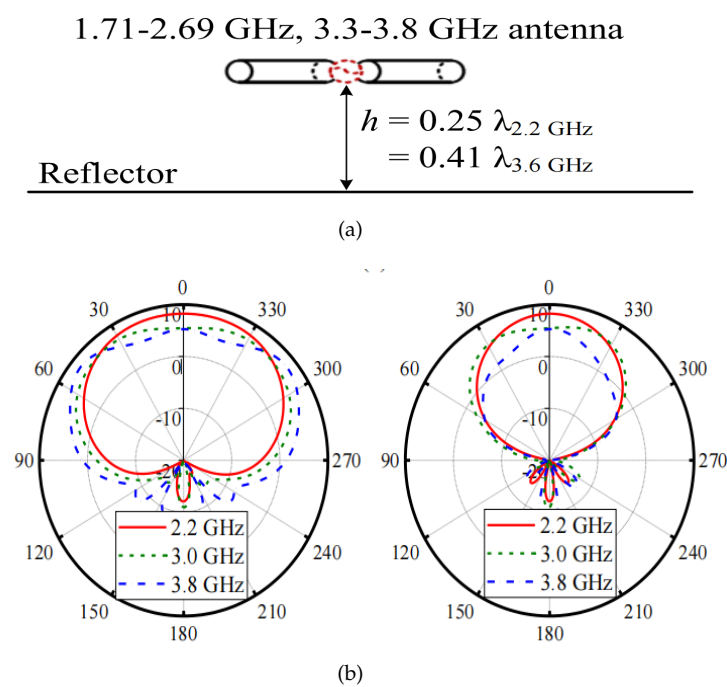 1.71-2.69 GHz, 3.3-3.8 GHz antenna
h = 0.25 λ2.2 GHz
= 0.41 λ3.6 GHz
Reflector
(a)
0
30
330
10
60
300
0
-10
90
270
2.2 GHz
3.0 GHz
3.8 GHz
120
240
150
210
180
0
30
330
10
60
300
0
-10
90
270
2.2 GHz
3.0 GHz
3.8 GHz
120
240
150
210
180
(b)